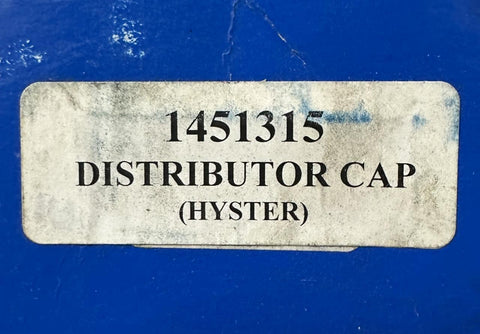 1451315
DISTRIBUTOR CAP
(HYSTER)